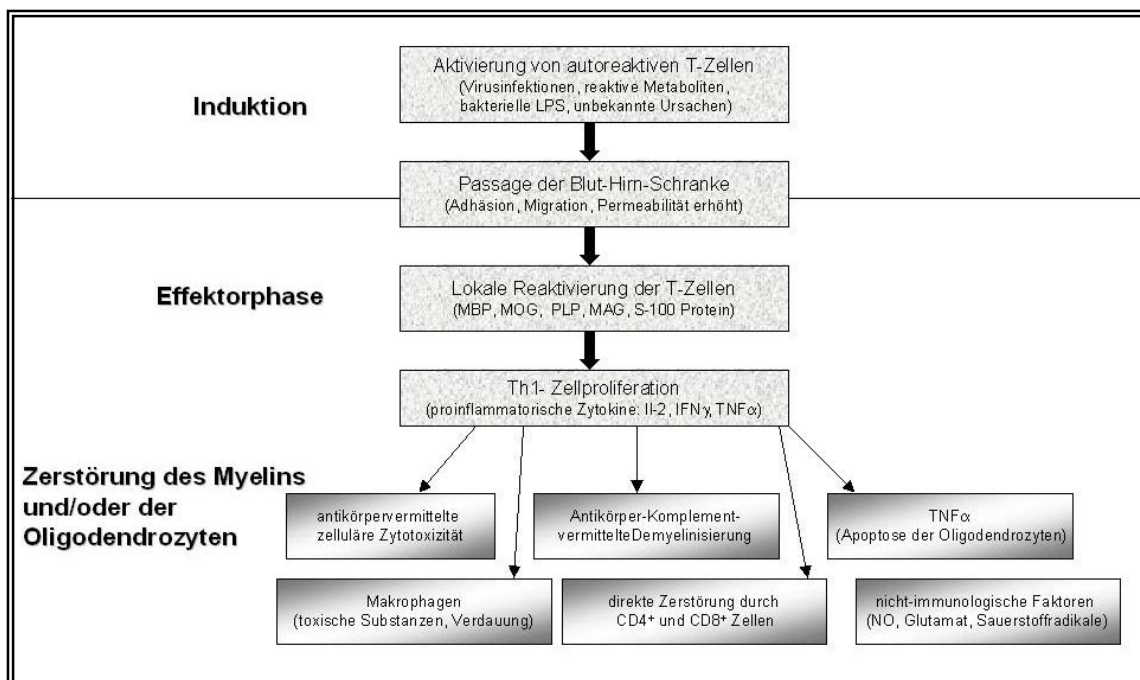 Induktion
Aktivierung von autoreaktiven T-Zellen
(Virusinfektionen, reaktive Metaboliten,
bakterielle LPS, unbekannte Ursachen)
Passage der Blut-Hirn-Schranke
(Adhäsion, Migration, Permeabilität erhöht)
Effektorphase
Lokale Reaktivierung der T-Zellen
(MBP, MOG, PLP, MAG, S-100 Protein)
Th1- Zellproliferation
(proinflammatorische Zytokine: Il-2, IFNγ, TNFα)
Zerstörung des Myelins
und/oder der
Oligodendrozyten
antikörpervermittelte
zelluläre Zytotoxizität
Antikörper-Komplement-
vermittelteDemyelinisierung
TNFα
(Apoptose der Oligodendrozyten)
Makrophagen
(toxische Substanzen, Verdauung)
direkte Zerstörung durch
CD4⁺ und CD8⁺ Zellen
nicht-immunologische Faktoren
(NO, Glutamat, Sauerstoffradikale)